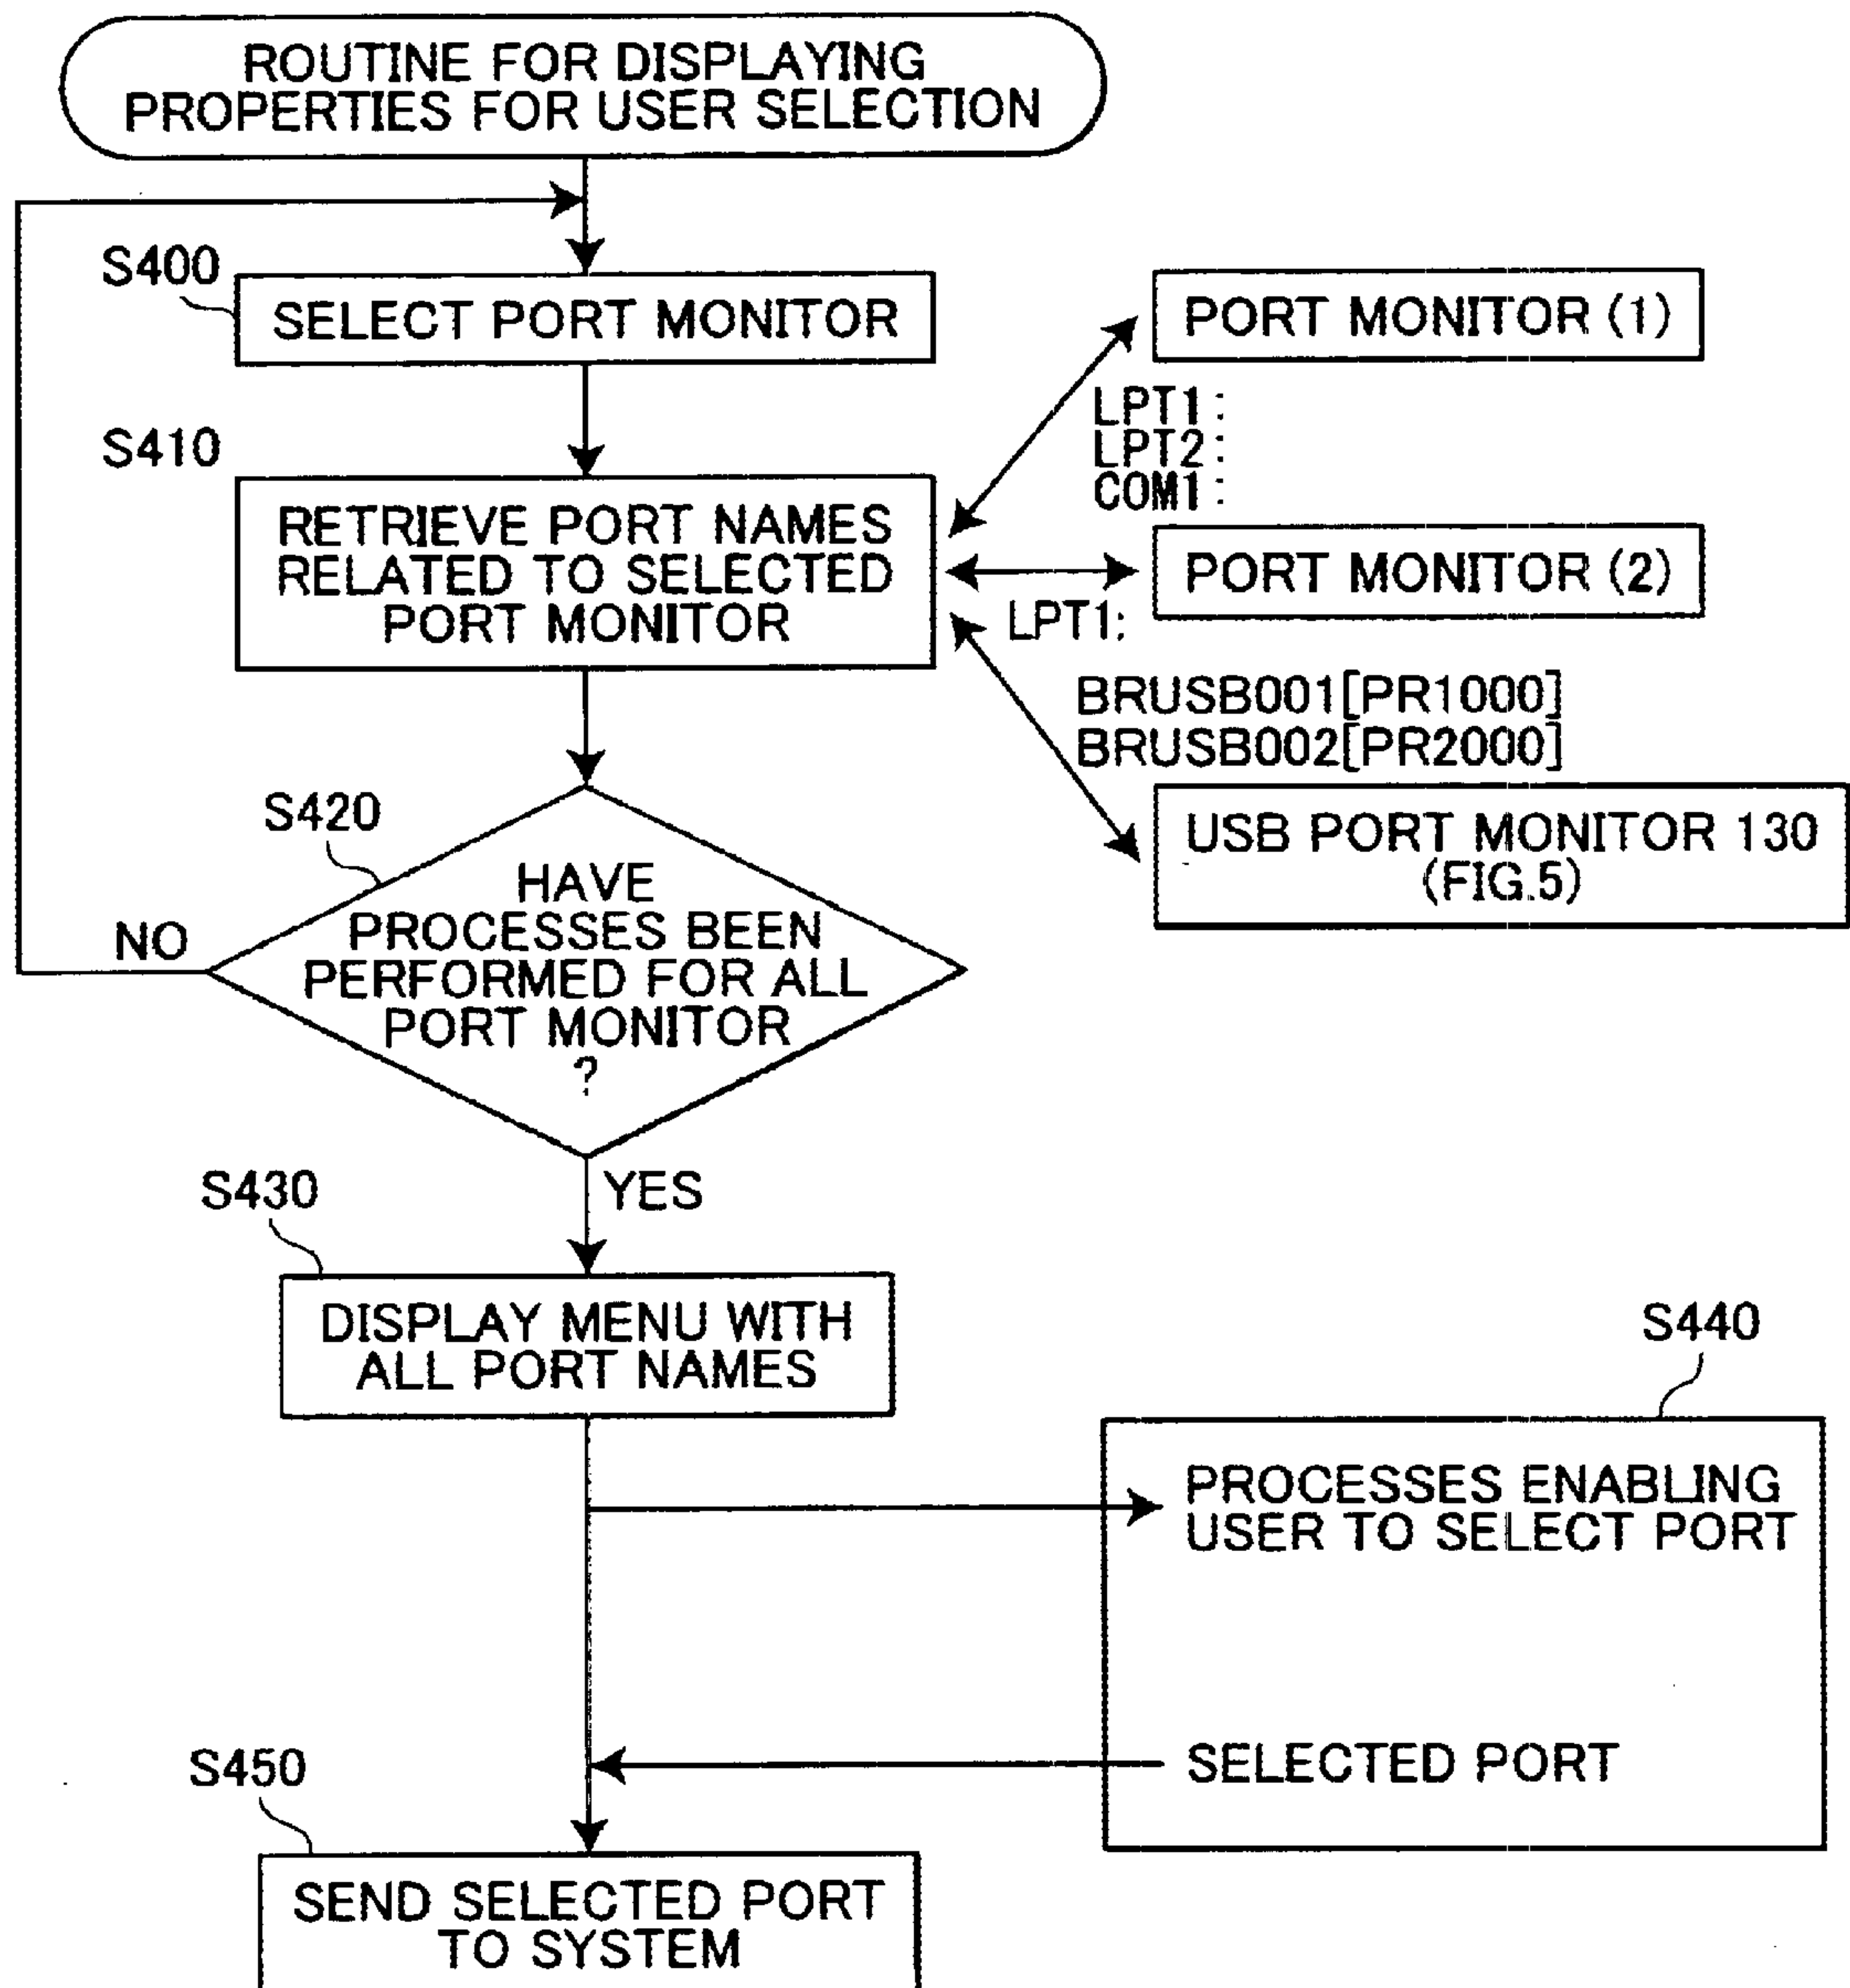 ROUTINE FOR DISPLAYING
PROPERTIES FOR USER SELECTION
S400
SELECT PORT MONITOR
PORT MONITOR (1)
LPT1:
LPT2:
COM1:
S410
RETRIEVE PORT NAMES
RELATED TO SELECTED
PORT MONITOR
PORT MONITOR (2)
LPT1:
BRUSB001[PR1000]
BRUSB002[PR2000]
USB PORT MONITOR 130
(FIG.5)
S420
HAVE
PROCESSES BEEN
PERFORMED FOR ALL
PORT MONITOR
?
NO
YES
S430
DISPLAY MENU WITH
ALL PORT NAMES
S440
PROCESSES ENABLING
USER TO SELECT PORT
SELECTED PORT
S450
SEND SELECTED PORT
TO SYSTEM